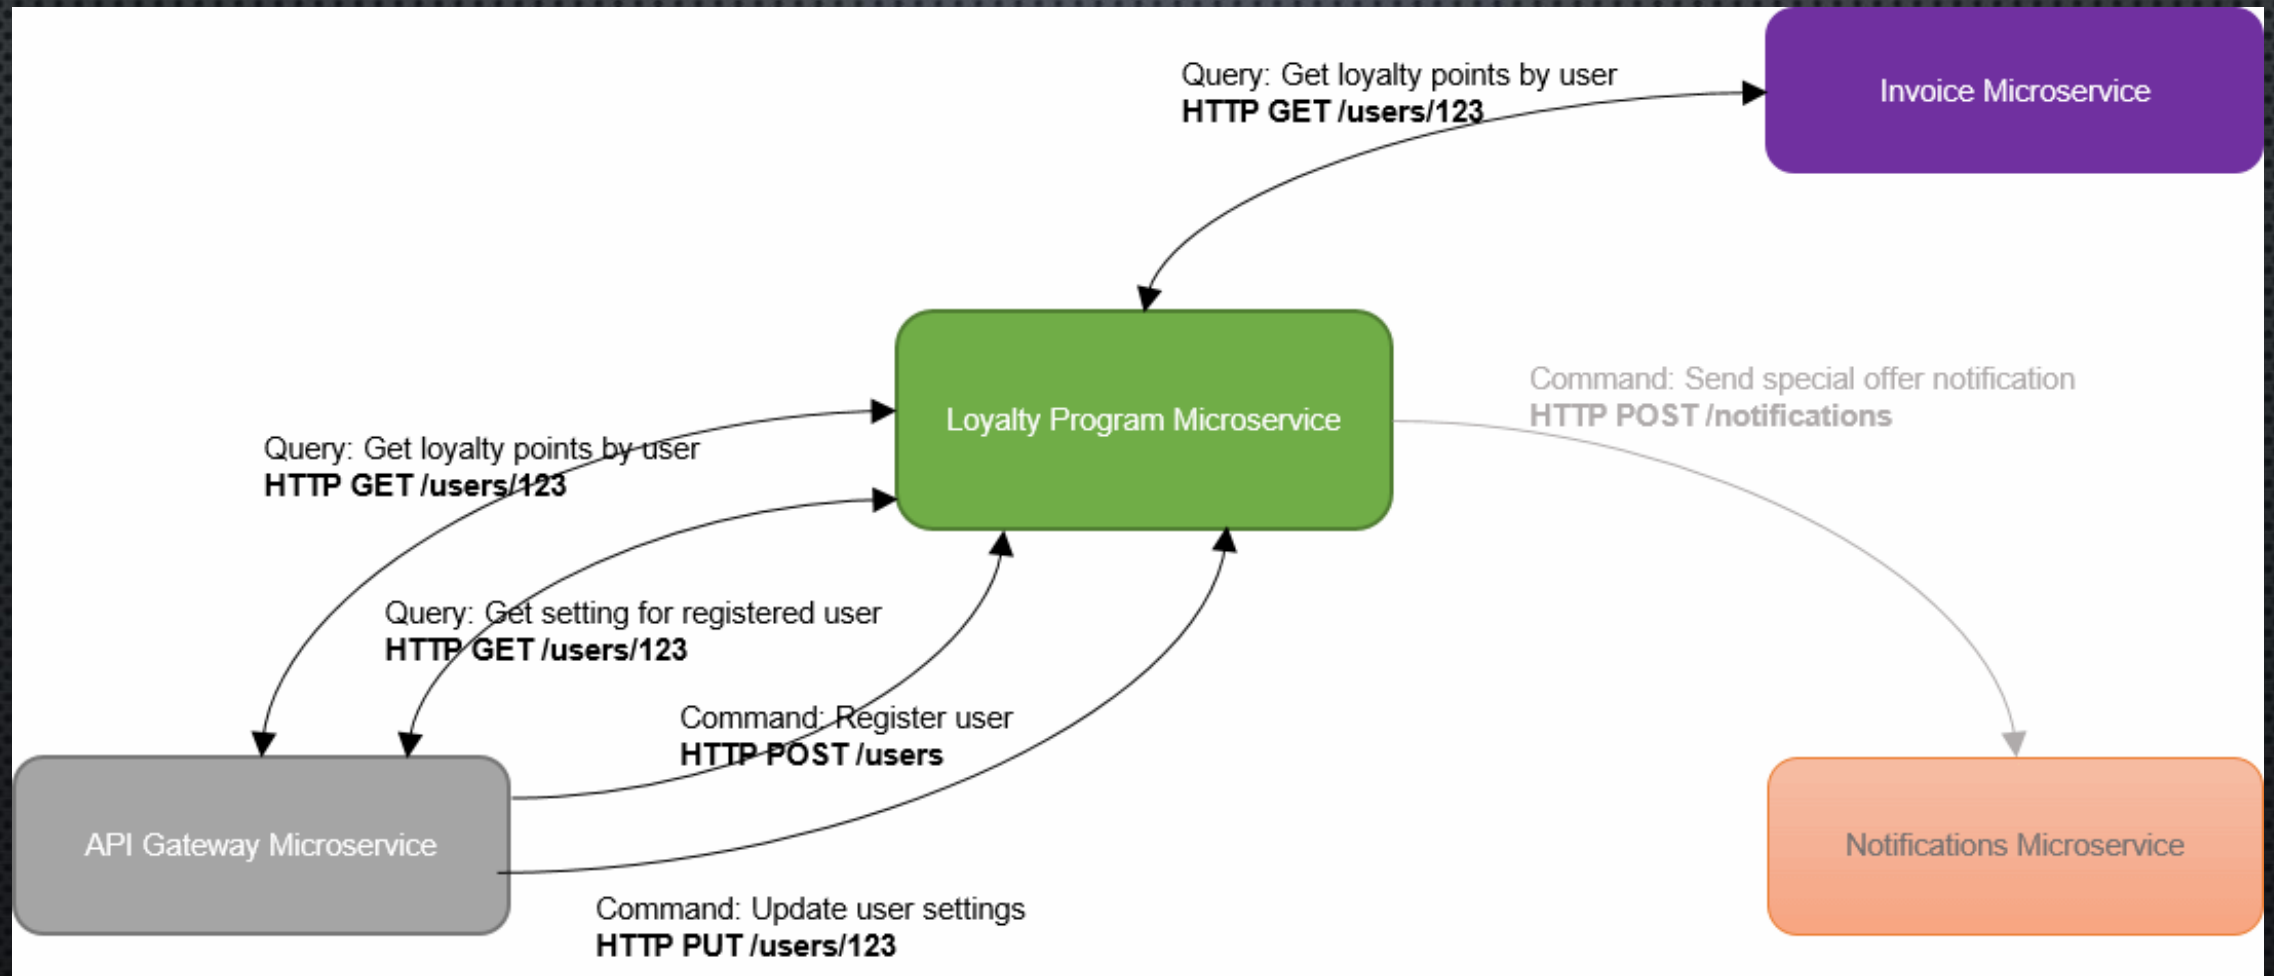 Query: Get loyalty points by user
HTTP GET /users/123
Invoice Microservice
Loyalty Program Microservice
Command: Send special offer notification
HTTP POST /notifications
Query: Get loyalty points by user
HTTP GET /users/123
Query: Get setting for registered user
HTTP GET /users/123
Command: Register user
HTTP POST /users
API Gateway Microservice
Notifications Microservice
Command: Update user settings
HTTP PUT /users/123